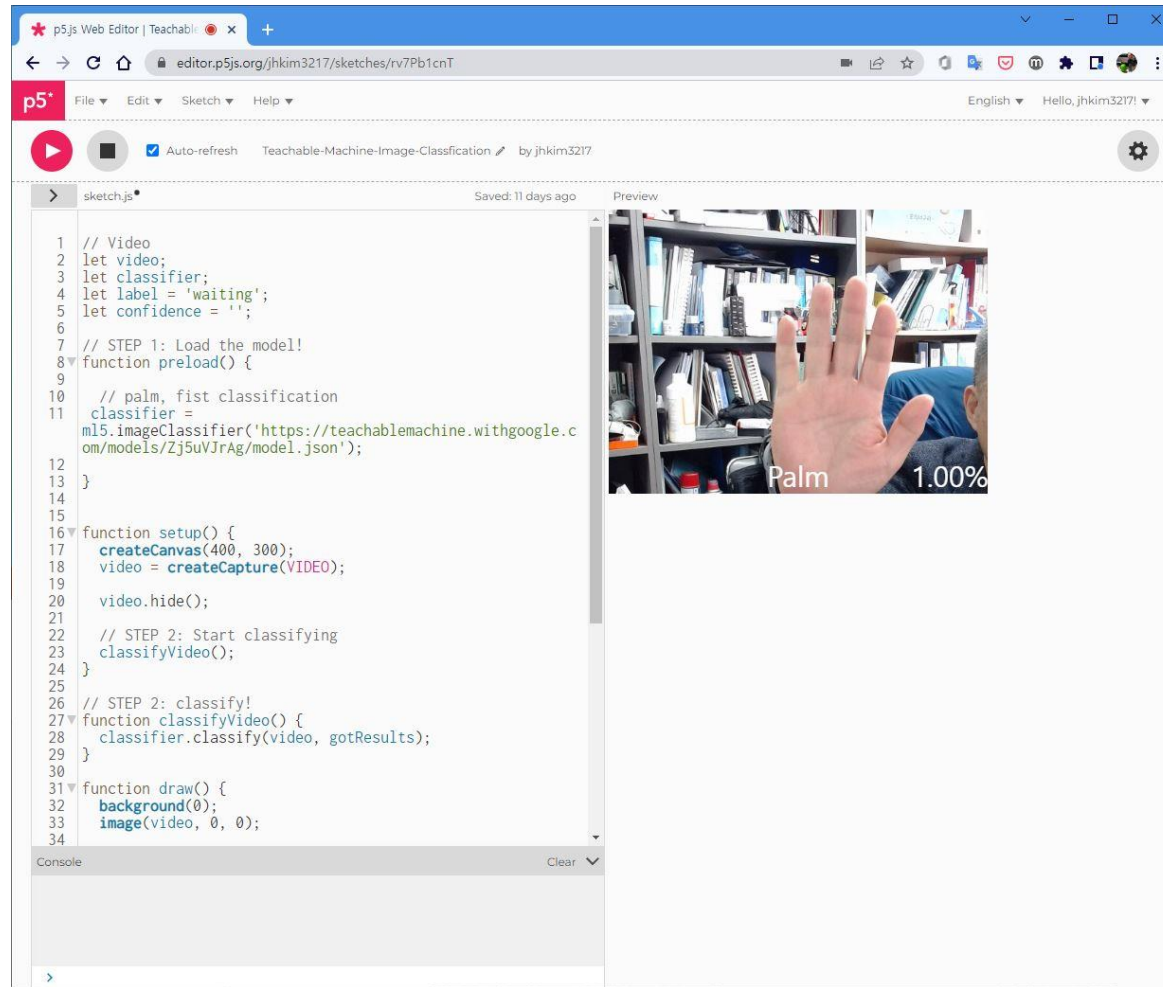 p5.js Web Editor | Teachabl
editor.p5js.org/jhkim3217/sketches/rv7Pb1cnT
p5* File Edit Sketch Help English Hello, jhkim3217!
Auto-refresh Teachable-Machine-Image-Classfication by jhkim3217
sketch.js Saved: 11 days ago Preview
1 // Video
2 let video;
3 let classifier;
4 let label = 'waiting';
5 let confidence = '';
6
7 // STEP 1: Load the model!
8 function preload() {
9
10 // palm, fist classification
11 classifier =
ml5.imageClassifier('https://teachablemachine.withgoogle.c
om/models/Zj5uVJrAg/model.json');
12
13 }
14
15
16 function setup() {
17 createCanvas(400, 300);
18 video = createCapture(VIDEO);
19
20 video.hide();
21
22 // STEP 2: Start classifying
23 classifyVideo();
24 }
25
26 // STEP 2: classify!
27 function classifyVideo() {
28 classifier.classify(video, gotResults);
29 }
30
31 function draw() {
32 background(0);
33 image(video, 0, 0);
34
Palm 1.00%
Console Clear
>